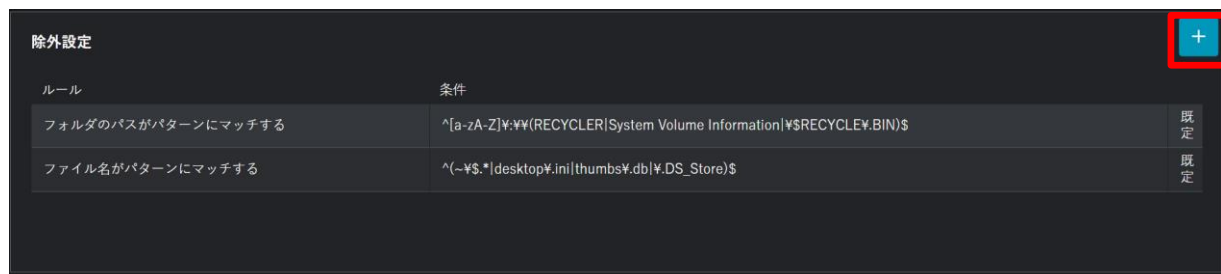 除外設定
+
ルール 条件
フォルダのパスがパターンにマッチする ^[a-zA-Z]¥:¥¥(RECYCLER|System Volume Information|¥$RECYCLE¥.BIN)$ 既定
ファイル名がパターンにマッチする ^(~¥$.*|desktop¥.ini|thumbs¥.db|¥.DS_Store)$ 既定